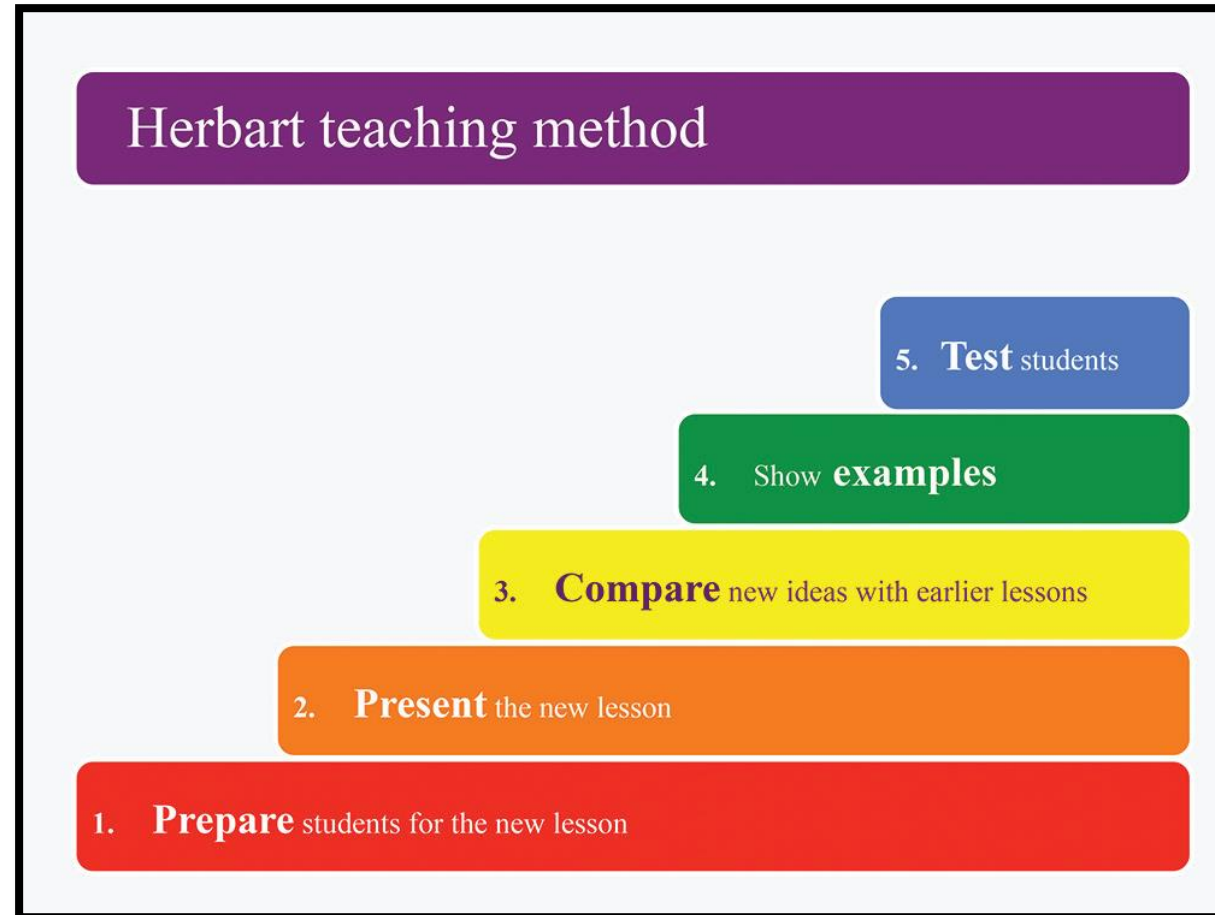 Herbart teaching method
5. Test students
4. Show examples
3. Compare new ideas with earlier lessons
2. Present the new lesson
1. Prepare students for the new lesson